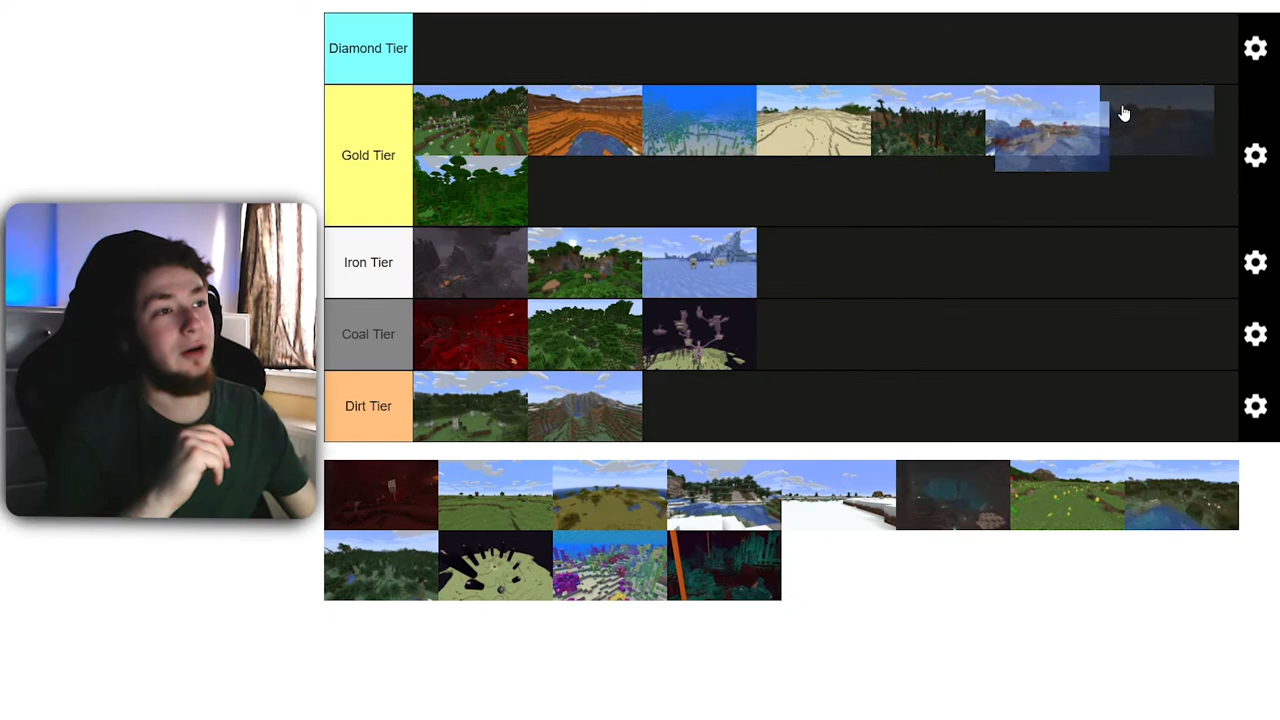 Diamond Tier
Gold Tier
Iron Tier
Coal Tier
Dirt Tier